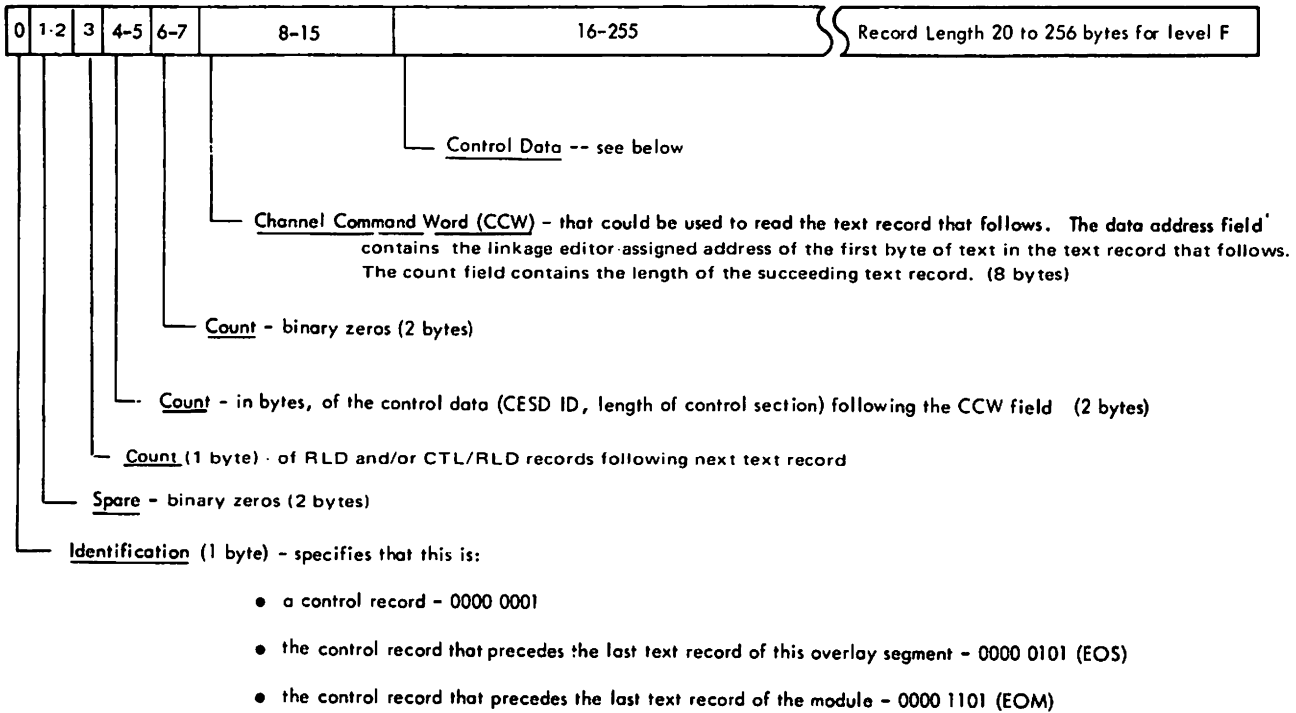 0 1-2 3 4-5 6-7 8-15 16-255 Record Length 20 to 256 bytes for level F
Control Data -- see below
Channel Command Word (CCW) - that could be used to read the text record that follows. The data address field
contains the linkage editor-assigned address of the first byte of text in the text record that follows.
The count field contains the length of the succeeding text record. (8 bytes)
Count - binary zeros (2 bytes)
Count - in bytes, of the control data (CESD ID, length of control section) following the CCW field (2 bytes)
Count (1 byte) - of RLD and/or CTL/RLD records following next text record
Spare - binary zeros (2 bytes)
Identification (1 byte) - specifies that this is:
• a control record - 0000 0001
• the control record that precedes the last text record of this overlay segment - 0000 0101 (EOS)
• the control record that precedes the last text record of the module - 0000 1101 (EOM)